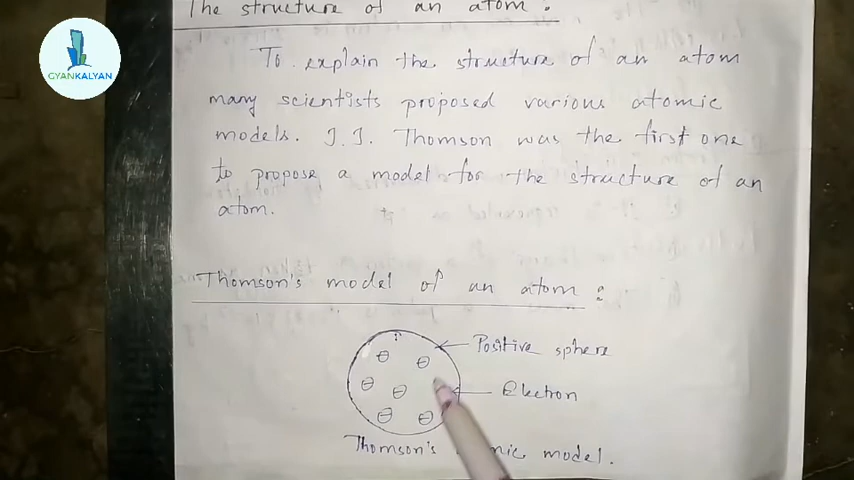 The structure of an atom :
GYANKALYAN
To explain the structure of an atom
many scientists proposed various atomic
models. J.J. Thomson was the first one
to propose a model for the structure of an
atom.
Thomson's model of an atom :
Positive sphere
Electron
Thomson's model.